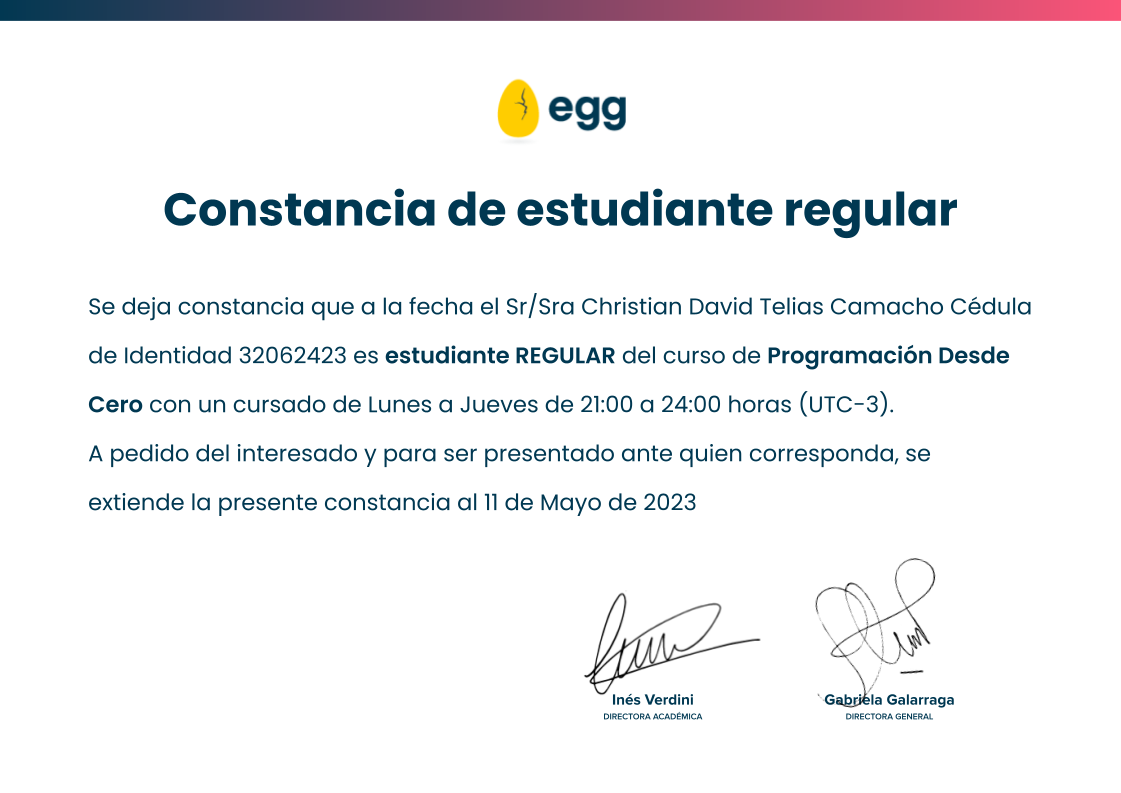 egg
Constancia de estudiante regular
Se deja constancia que a la fecha el Sr/Sra Christian David Telias Camacho Cédula
de Identidad 32062423 es estudiante REGULAR del curso de Programación Desde
Cero con un cursado de Lunes a Jueves de 21:00 a 24:00 horas (UTC-3).
A pedido del interesado y para ser presentado ante quien corresponda, se
extiende la presente constancia al 11 de Mayo de 2023
Inés Verdini
DIRECTORA ACADÉMICA
Gabriela Galarraga
DIRECTORA GENERAL